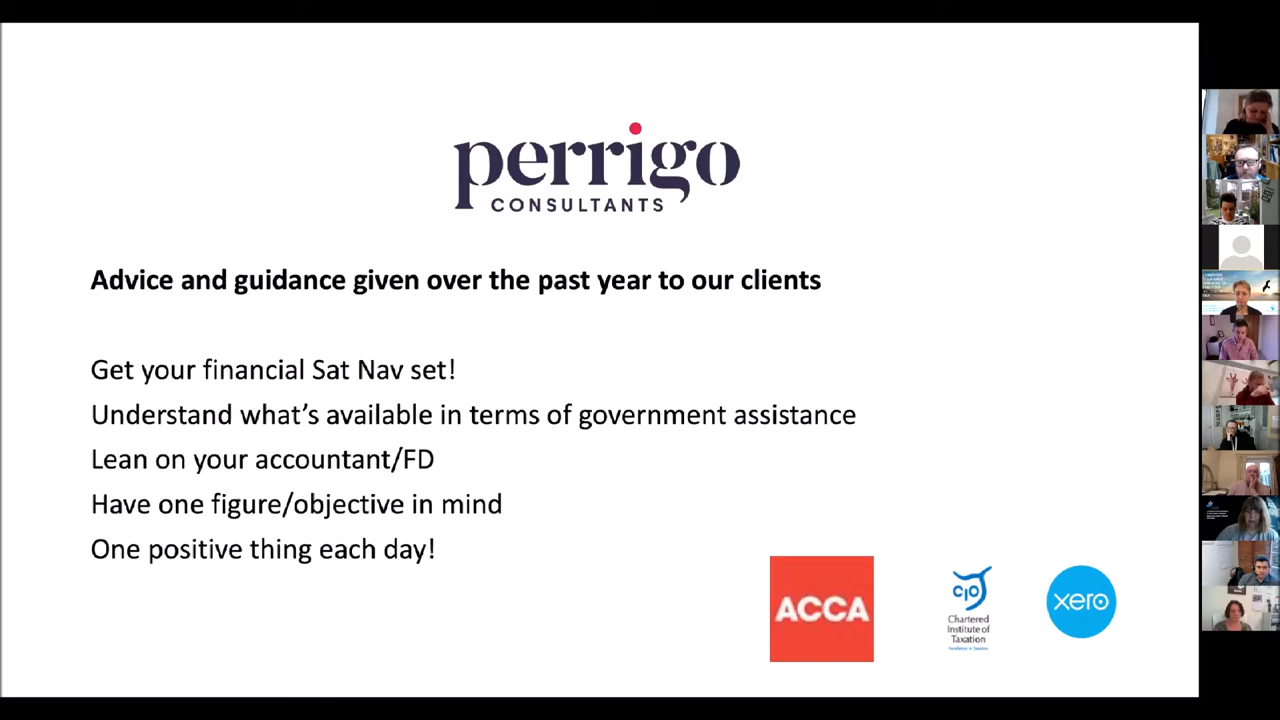 perrigo
CONSULTANTS
Advice and guidance given over the past year to our clients
Get your financial Sat Nav set!
Understand what's available in terms of government assistance
Lean on your accountant/FD
Have one figure/objective in mind
One positive thing each day!
ACCA
CIO
Chartered
Institute of
Taxation
xero